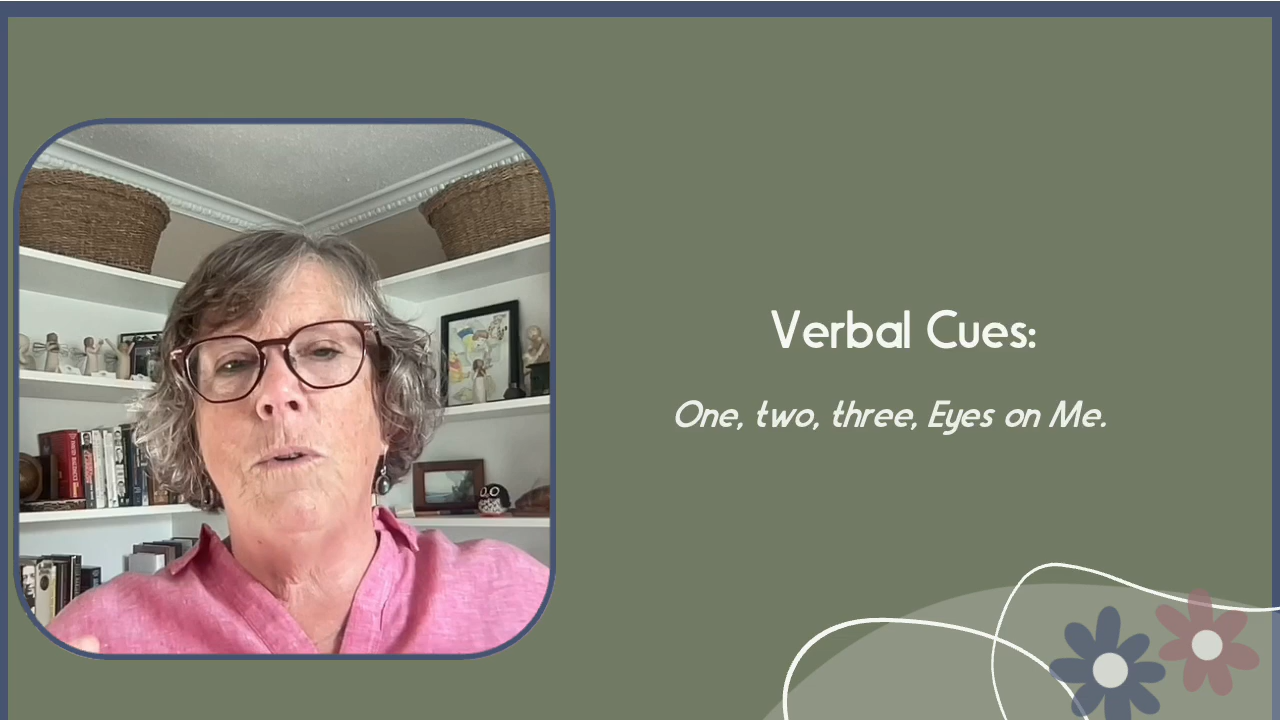 Verbal Cues:
One, two, three, Eyes on Me.